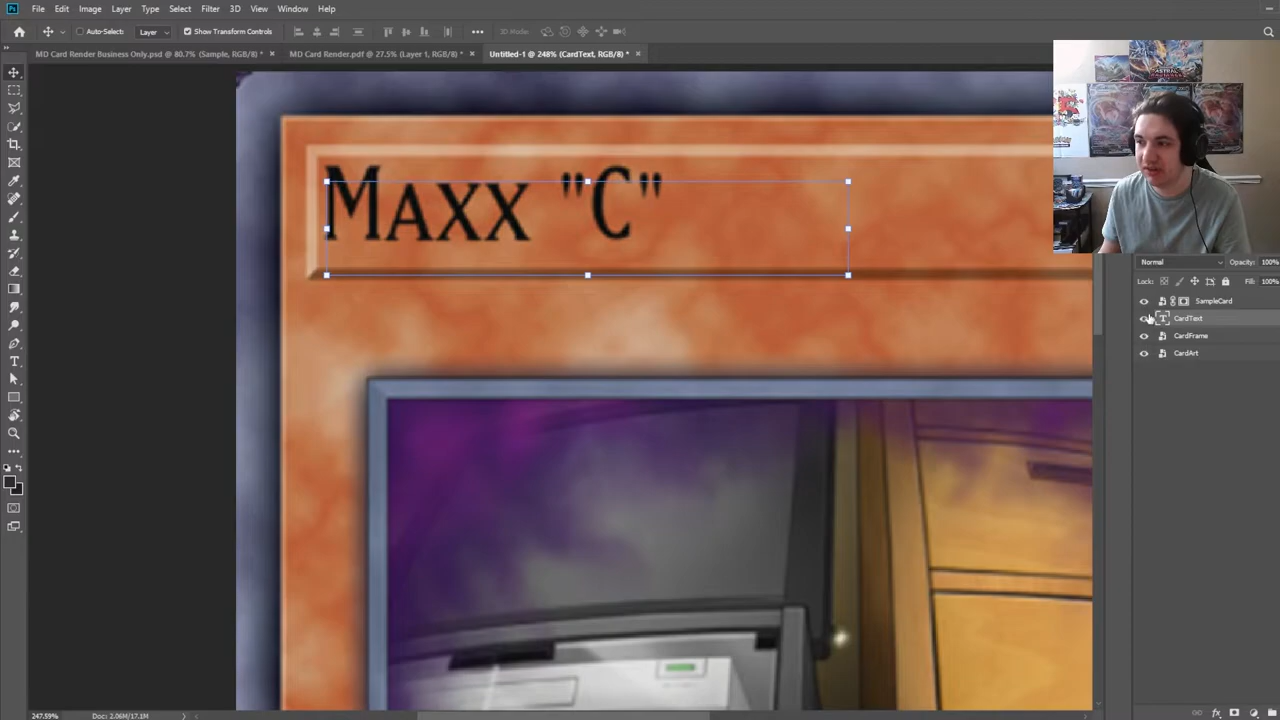 File Edit Image Layer Type Select Filter 3D View Window Help
Auto-Select: Layer Show Transform Controls 3D Mode:
MD Card Render Business Only.psd @ 80.7% (Sample, RGB/8) * × MD Card Render.pdf @ 27.5% (Layer 1, RGB/8) * × Untitled-1 @ 248% (CardText, RGB/8) * ×
Maxx "C"
Normal Opacity: 100%
Lock: Fill: 100%
SampleCard
CardText
CardFrame
CardArt
247.59% Doc: 2.06M/17.1M